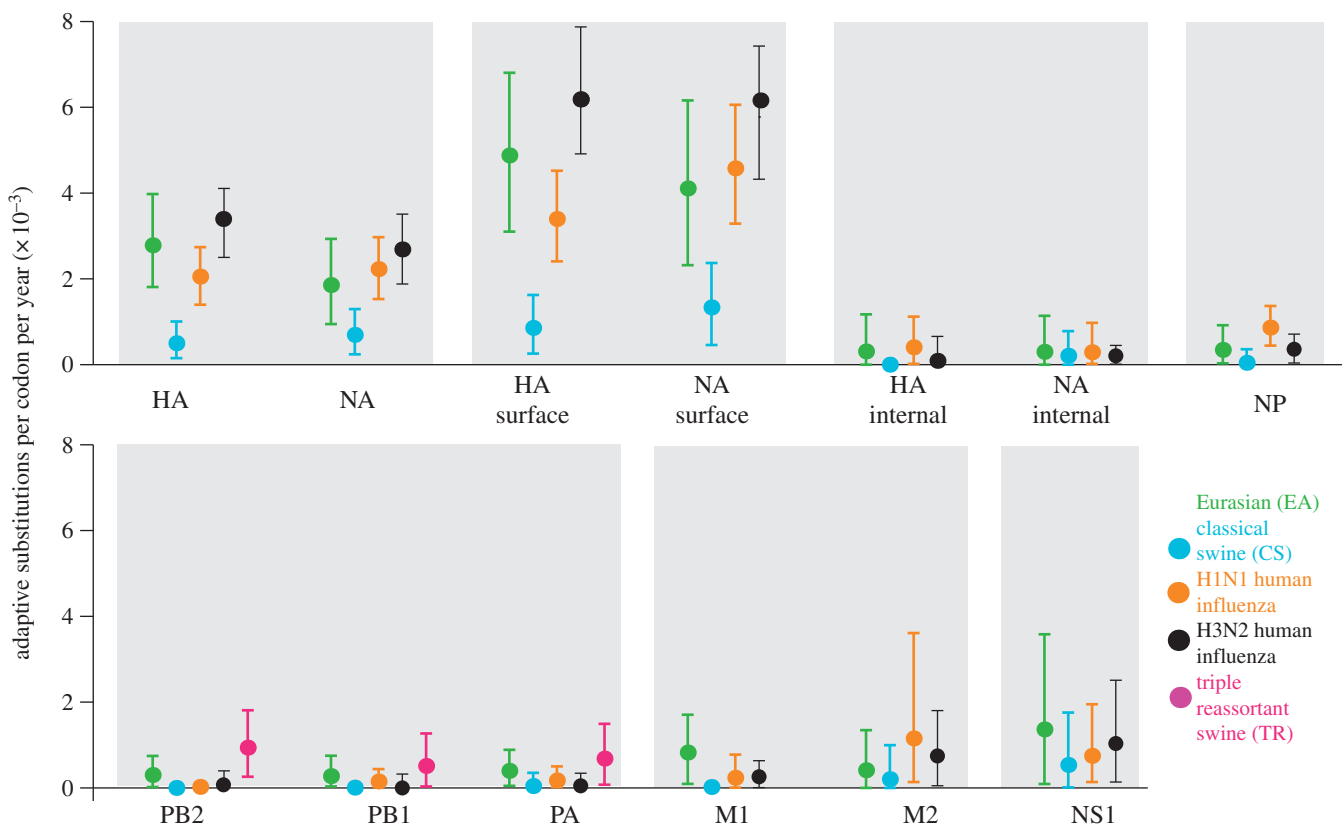 adaptive substitutions per codon per year (× 10⁻³)
8
6
4
2
0
HA
NA
HA
surface
NA
surface
HA
internal
NA
internal
NP
8
6
4
2
0
PB2
PB1
PA
M1
M2
NS1
Eurasian (EA)
classical
swine (CS)
H1N1 human
influenza
H3N2 human
influenza
triple
reassortant
swine (TR)